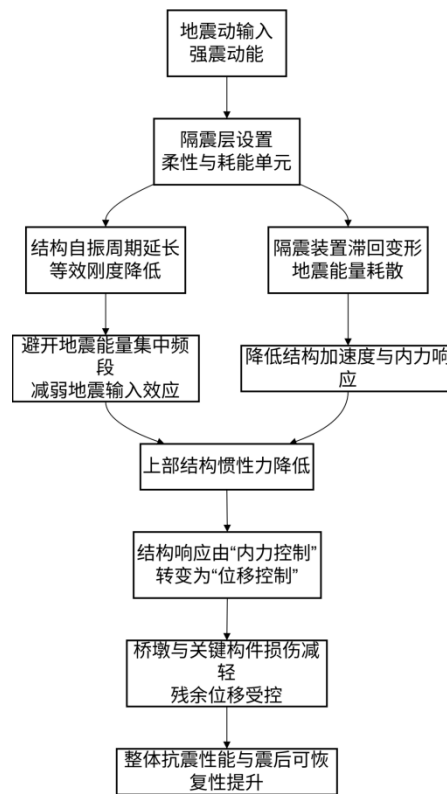 地震动输入
强震动能
隔震层设置
柔性与耗能单元
结构自振周期延长
等效刚度降低
隔震装置滞回变形
地震能量耗散
避开地震能量集中频
段
减弱地震输入效应
降低结构加速度与内力响
应
上部结构惯性力降低
结构响应由“内力控制”
转变为“位移控制”
桥墩与关键构件损伤减
轻
残余位移受控
整体抗震性能与震后可恢
复性提升